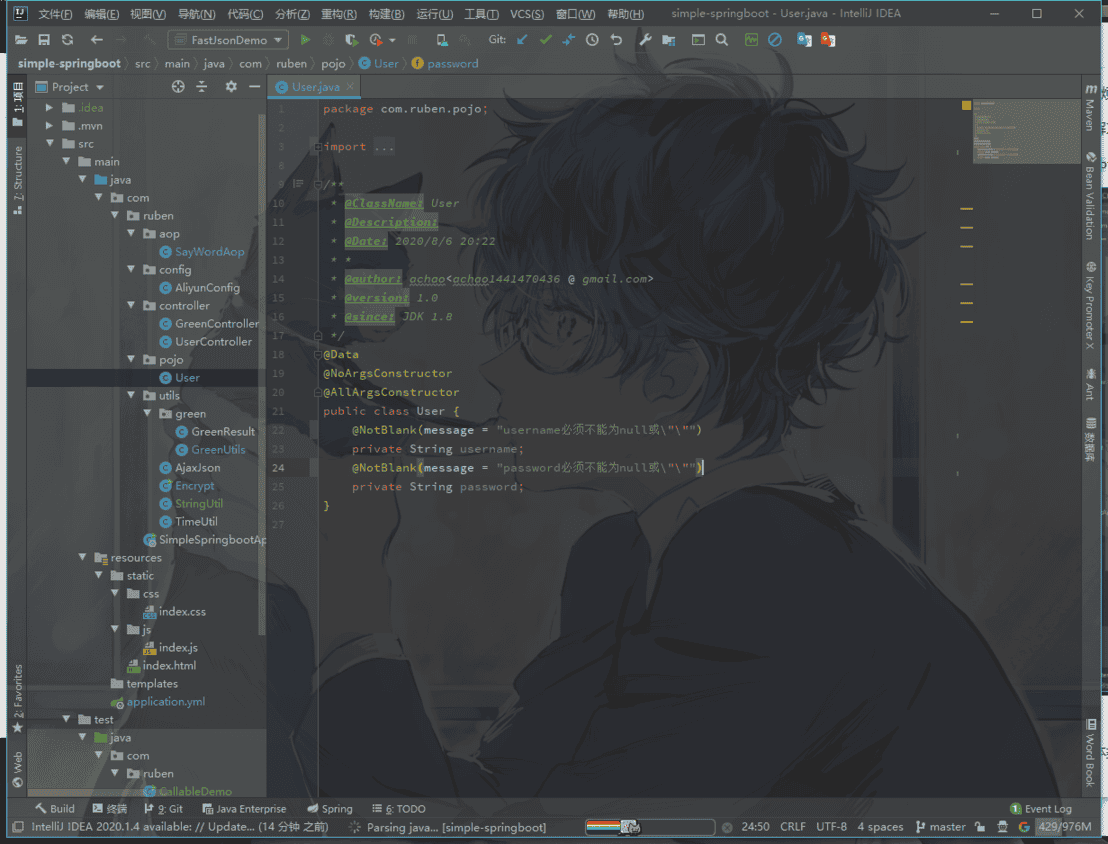 文件(F) 编辑(E) 视图(V) 导航(N) 代码(C) 分析(Z) 重构(R) 构建(B) 运行(U) 工具(T) VCS(S) 窗口(W) 帮助(H) simple-springboot - User.java - IntelliJ IDEA
FastJsonDemo Git:
simple-springboot src main java com ruben pojo User password
Project
User.java
.idea
.mvn
src
main
java
com
ruben
aop
SayWordAop
config
AliyunConfig
controller
GreenController
UserController
pojo
User
utils
green
GreenResult
GreenUtils
AjaxJson
Encrypt
StringUtil
TimeUtil
SimpleSpringbootAp
resources
static
css
index.css
js
index.js
index.html
templates
application.yml
test
java
com
ruben
CallableDemo
1 package com.ruben.pojo;
2
3 import ...
8
9 /**
10 * @ClassName: User
11 * @Description:
12 * @Date: 2020/8/6 20:22
13 * *
14 * @author: achao<achao1441470436 @ gmail.com>
15 * @version: 1.0
16 * @since: JDK 1.8
17 */
18 @Data
19 @NoArgsConstructor
20 @AllArgsConstructor
21 public class User {
22 @NotBlank(message = "username必须不能为null或\"\"")
23 private String username;
24 @NotBlank(message = "password必须不能为null或\"\"")
25 private String password;
26 }
27
1: 项目
7: Structure
2: Favorites
Web
m Maven
Bean Validation
Key Promoter X
Ant
数据库
Word Book
Build 终端 9: Git Java Enterprise Spring 6: TODO 1 Event Log
IntelliJ IDEA 2020.1.4 available: // Update... (14 分钟 之前) Parsing java... [simple-springboot] 24:50 CRLF UTF-8 4 spaces master 429/976M